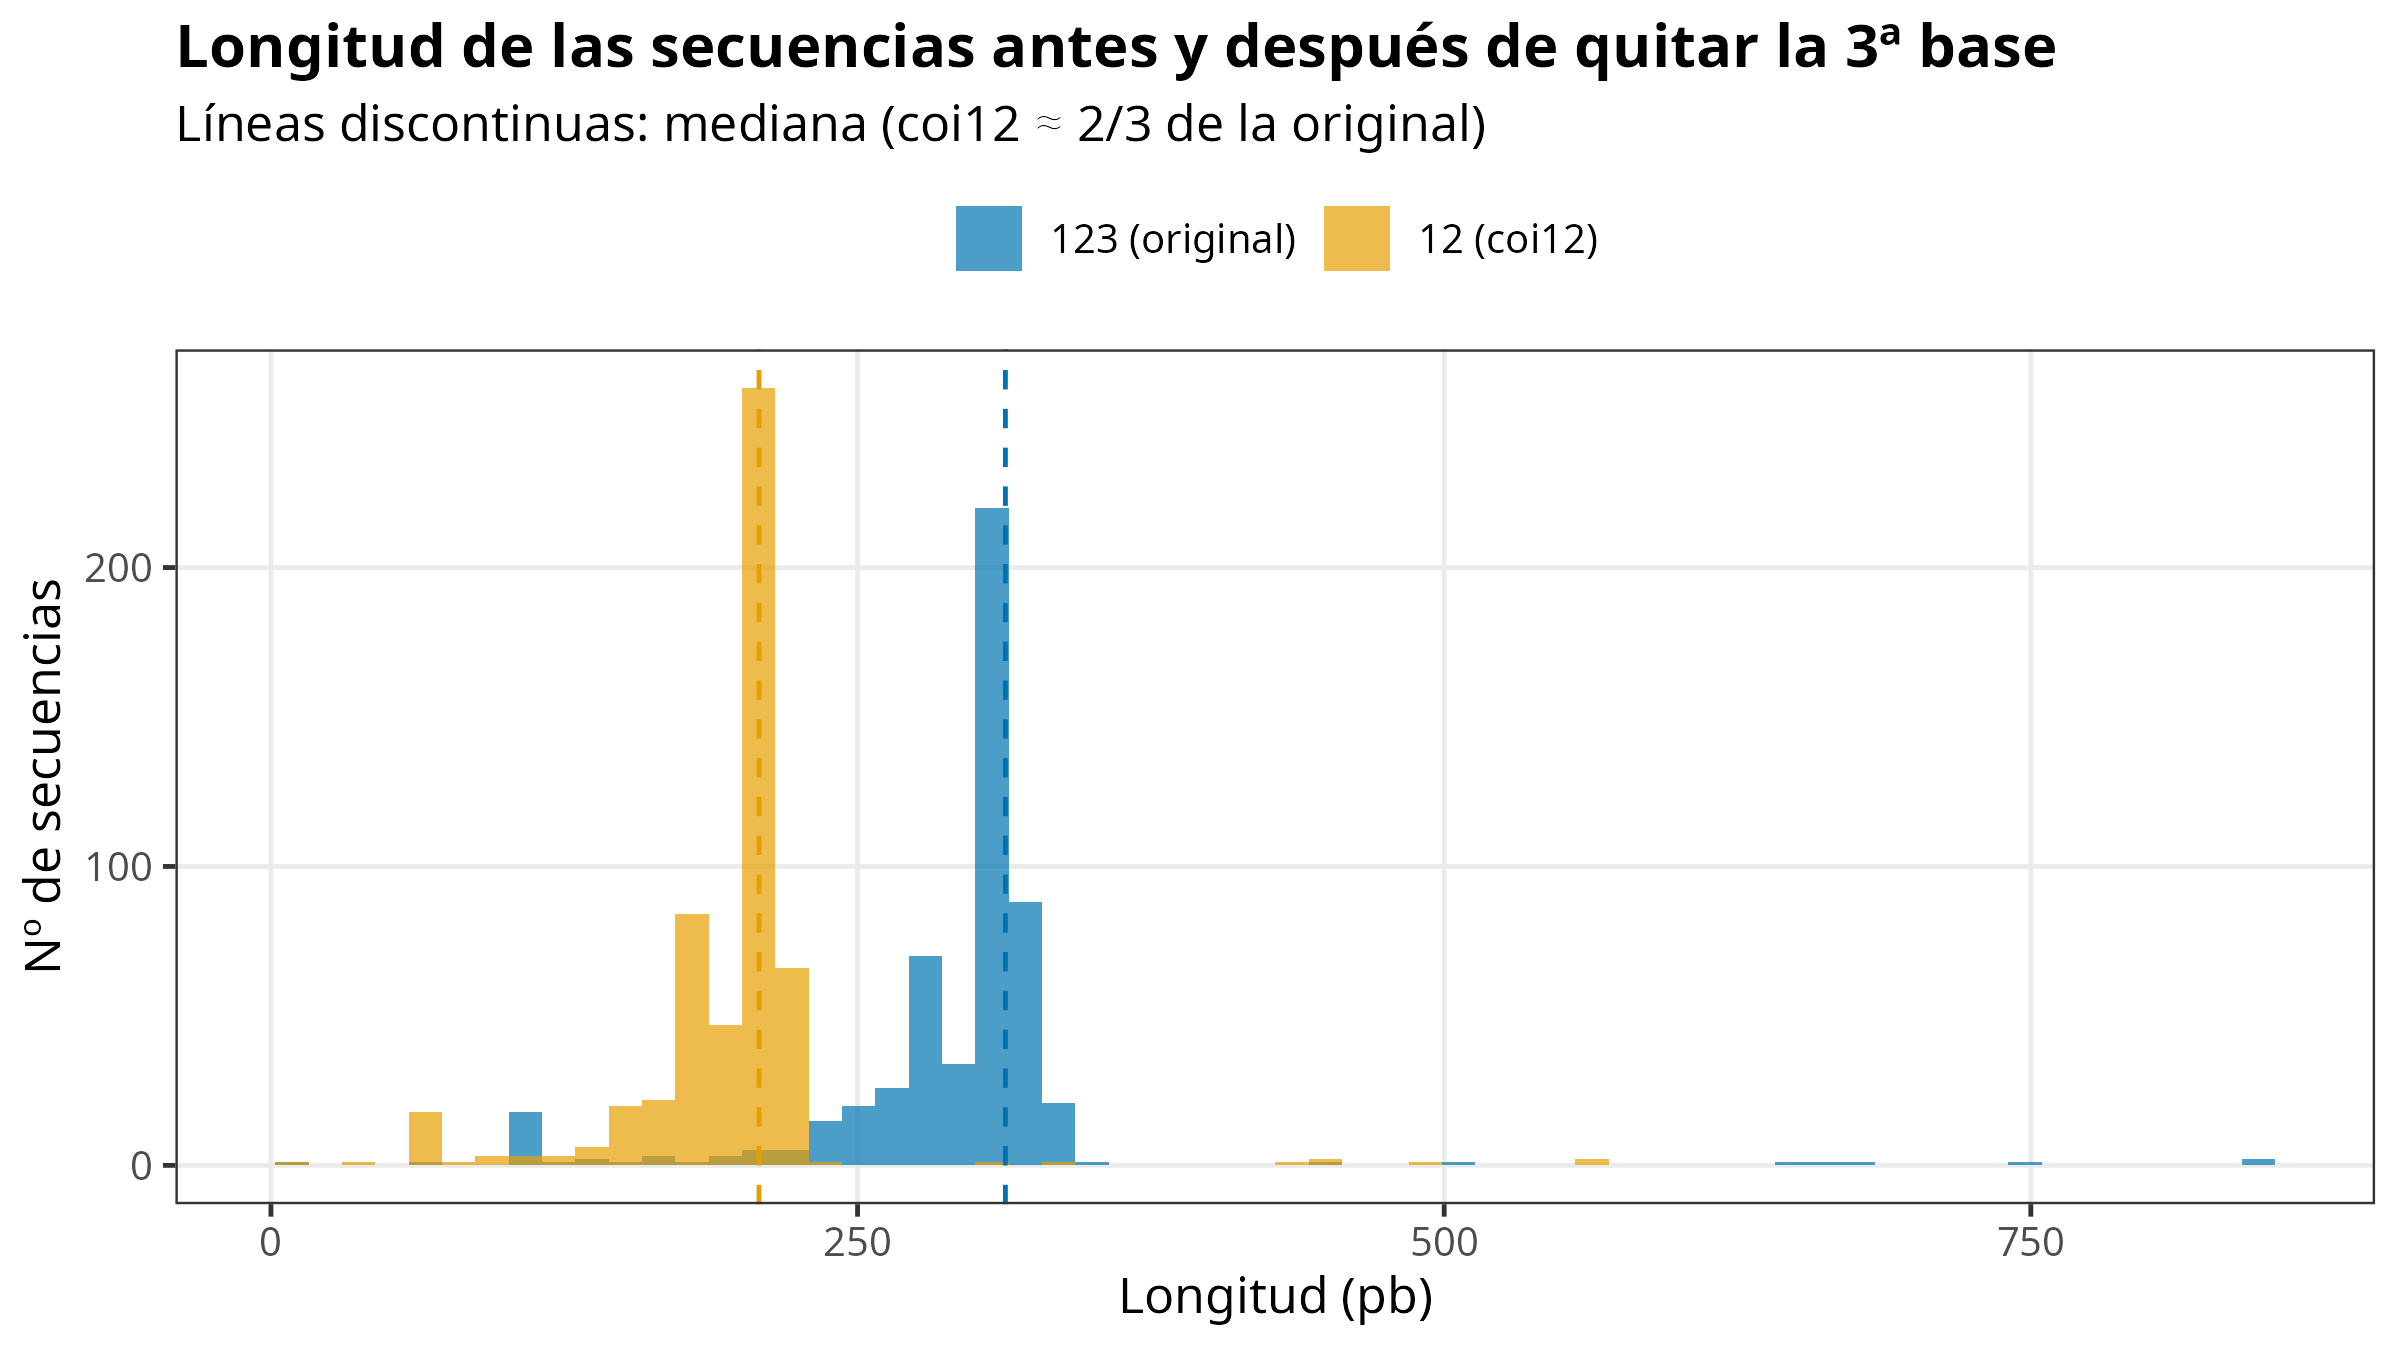 Longitud de las secuencias antes y después de quitar la 3ª base
Líneas discontinuas: mediana (coi12 ≈ 2/3 de la original)
123 (original) 12 (coi12)
Nº de secuencias
200
100
0
0 250 500 750
Longitud (pb)